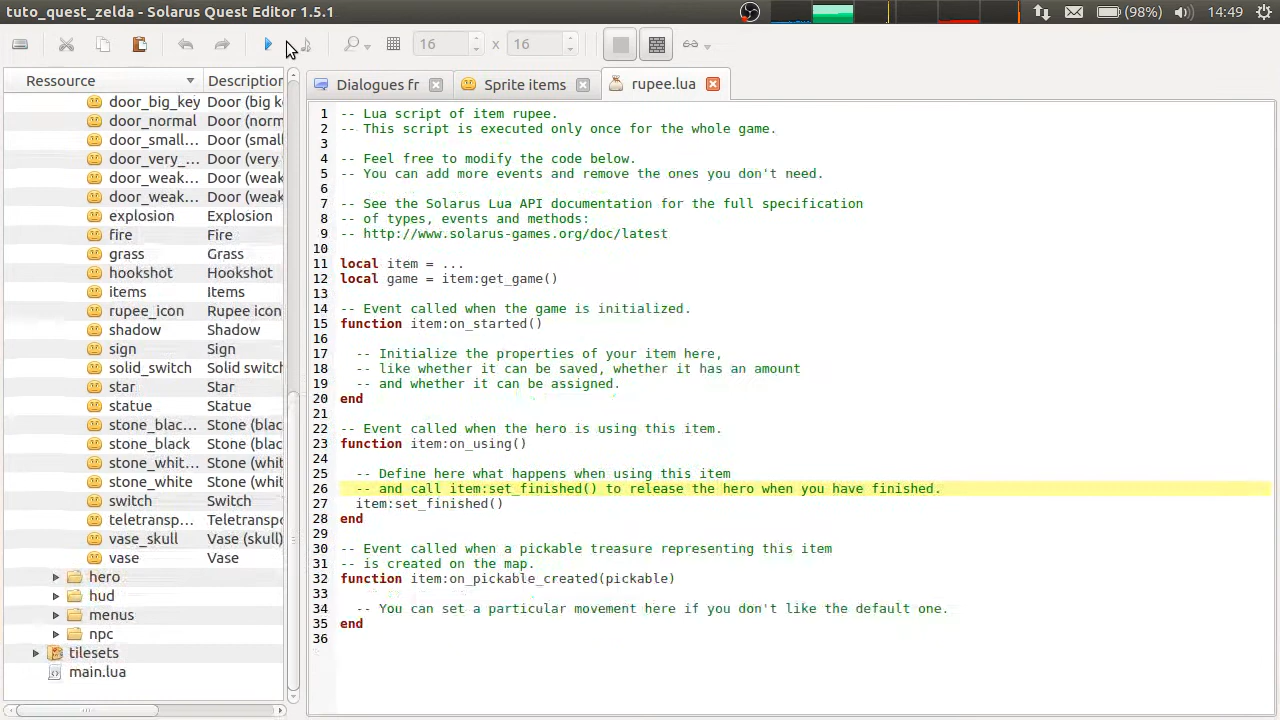 tuto_quest_zelda - Solarus Quest Editor 1.5.1
(98%)
14:49
16 x 16
Ressource Description
Dialogues fr
Sprite items
rupee.lua
door_big_key Door (big k
door_normal Door (norm
door_small... Door (small
door_very_... Door (very
door_weak... Door (weak
door_weak... Door (weak
explosion Explosion
fire Fire
grass Grass
hookshot Hookshot
items Items
rupee_icon Rupee icon
shadow Shadow
sign Sign
solid_switch Solid switc
star Star
statue Statue
stone_blac... Stone (blac
stone_black Stone (blac
stone_whit... Stone (whit
stone_white Stone (whit
switch Switch
teletransp... Teletranspo
vase_skull Vase (skull)
vase Vase
hero
hud
menus
npc
tilesets
main.lua
1 -- Lua script of item rupee.
2 -- This script is executed only once for the whole game.
3
4 -- Feel free to modify the code below.
5 -- You can add more events and remove the ones you don't need.
6
7 -- See the Solarus Lua API documentation for the full specification
8 -- of types, events and methods:
9 -- http://www.solarus-games.org/doc/latest
10
11 local item = ...
12 local game = item:get_game()
13
14 -- Event called when the game is initialized.
15 function item:on_started()
16
17 -- Initialize the properties of your item here,
18 -- like whether it can be saved, whether it has an amount
19 -- and whether it can be assigned.
20 end
21
22 -- Event called when the hero is using this item.
23 function item:on_using()
24
25 -- Define here what happens when using this item
26 -- and call item:set_finished() to release the hero when you have finished.
27 item:set_finished()
28 end
29
30 -- Event called when a pickable treasure representing this item
31 -- is created on the map.
32 function item:on_pickable_created(pickable)
33
34 -- You can set a particular movement here if you don't like the default one.
35 end
36